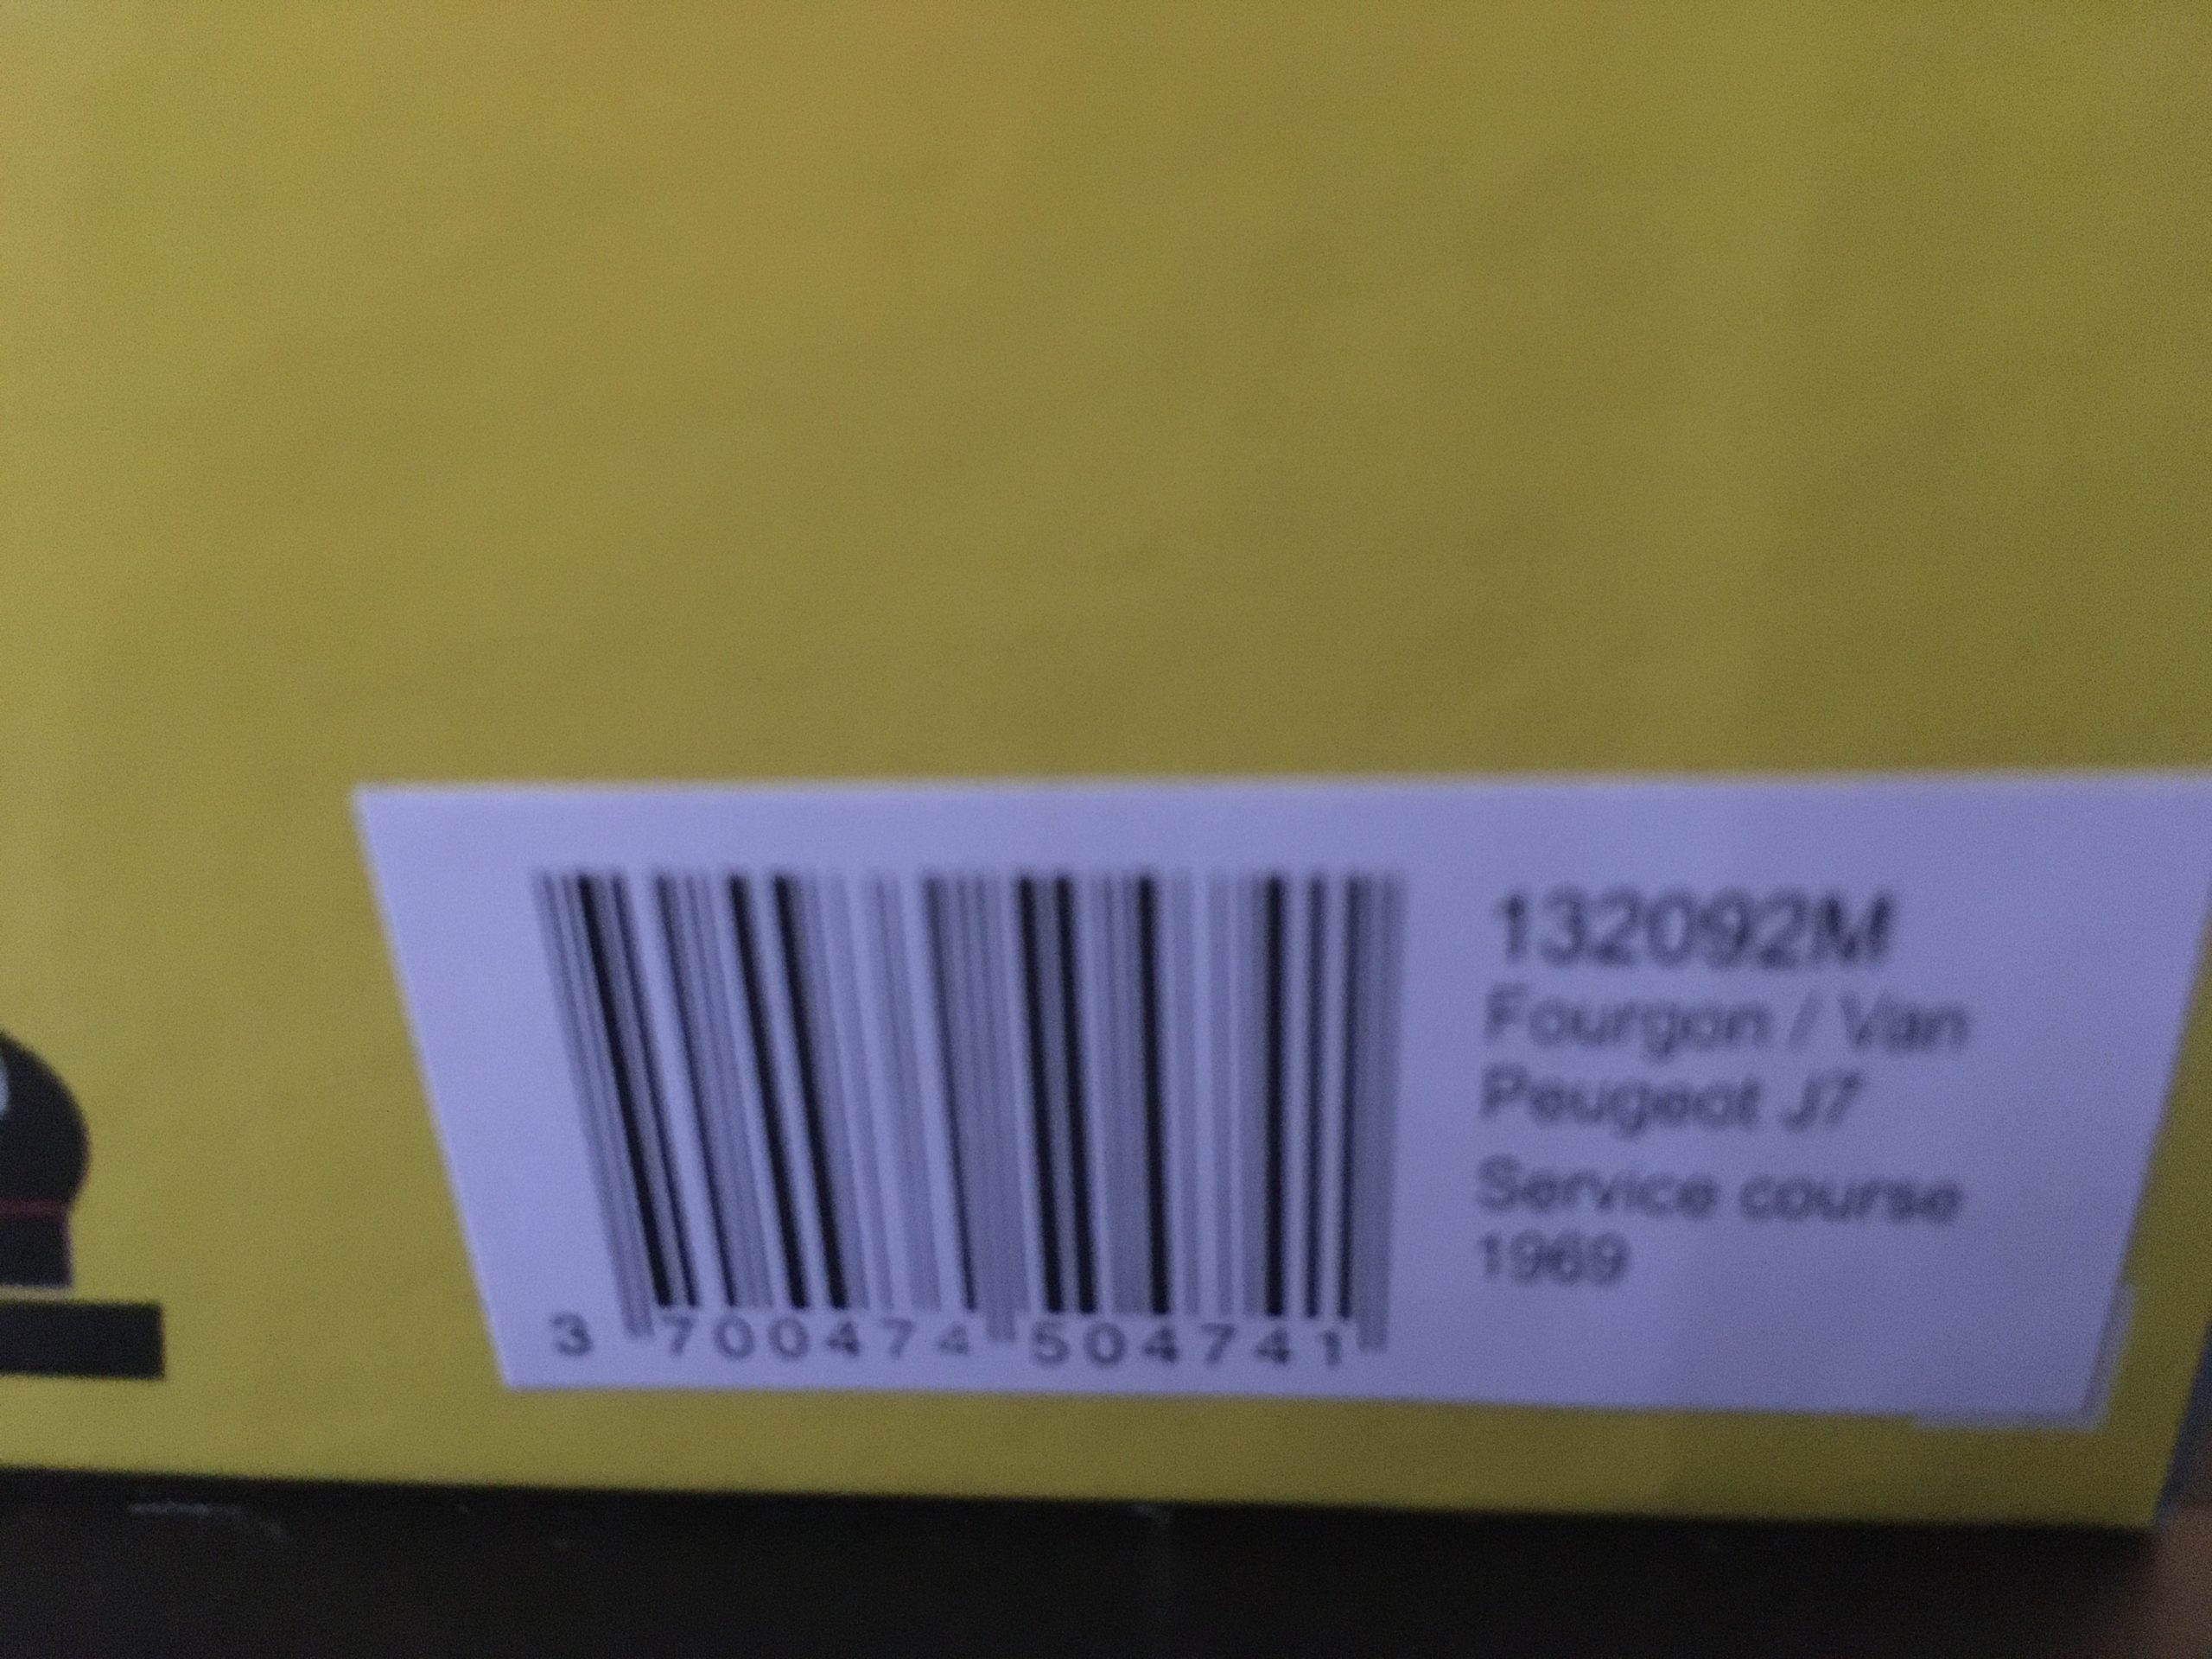 132092M
Fourgon / Van
Peugeot J7
Service course
1969
3 700474 504741